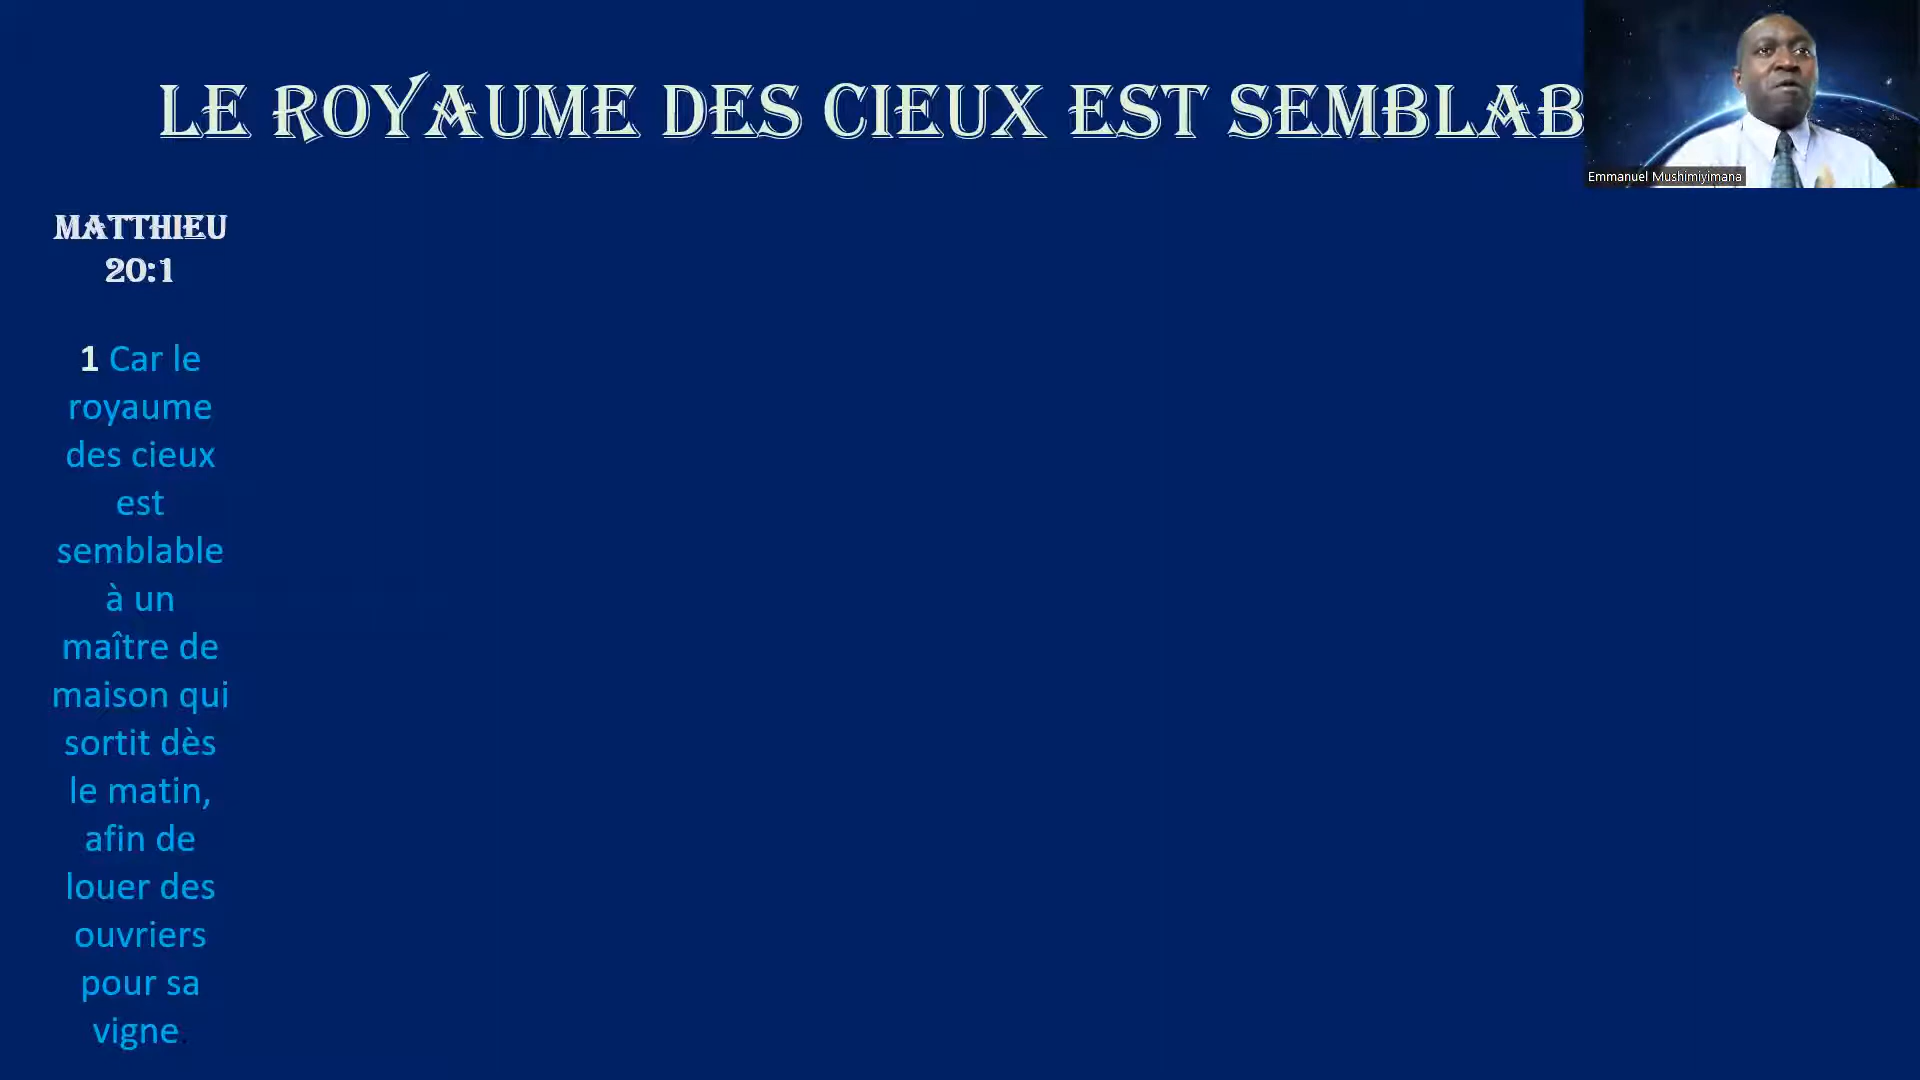 LE ROYAUME DES CIEUX EST SEMBLAB
Emmanuel Mushimiyimana
MATTHIEU
20:1
1 Car le
royaume
des cieux
est
semblable
à un
maître de
maison qui
sortit dès
le matin,
afin de
louer des
ouvriers
pour sa
vigne.